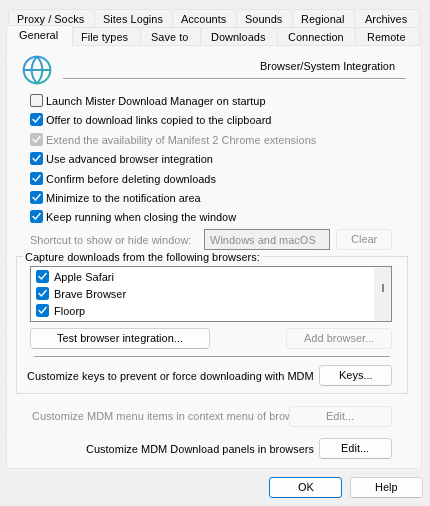 Proxy / Socks Sites Logins Accounts Sounds Regional Archives
General File types Save to Downloads Connection Remote
Browser/System Integration
Launch Mister Download Manager on startup
Offer to download links copied to the clipboard
Extend the availability of Manifest 2 Chrome extensions
Use advanced browser integration
Confirm before deleting downloads
Minimize to the notification area
Keep running when closing the window
Shortcut to show or hide window: Windows and macOS Clear
Capture downloads from the following browsers:
Apple Safari
Brave Browser
Floorp
Test browser integration... Add browser...
Customize keys to prevent or force downloading with MDM Keys...
Customize MDM menu items in context menu of brow Edit...
Customize MDM Download panels in browsers Edit...
OK Help